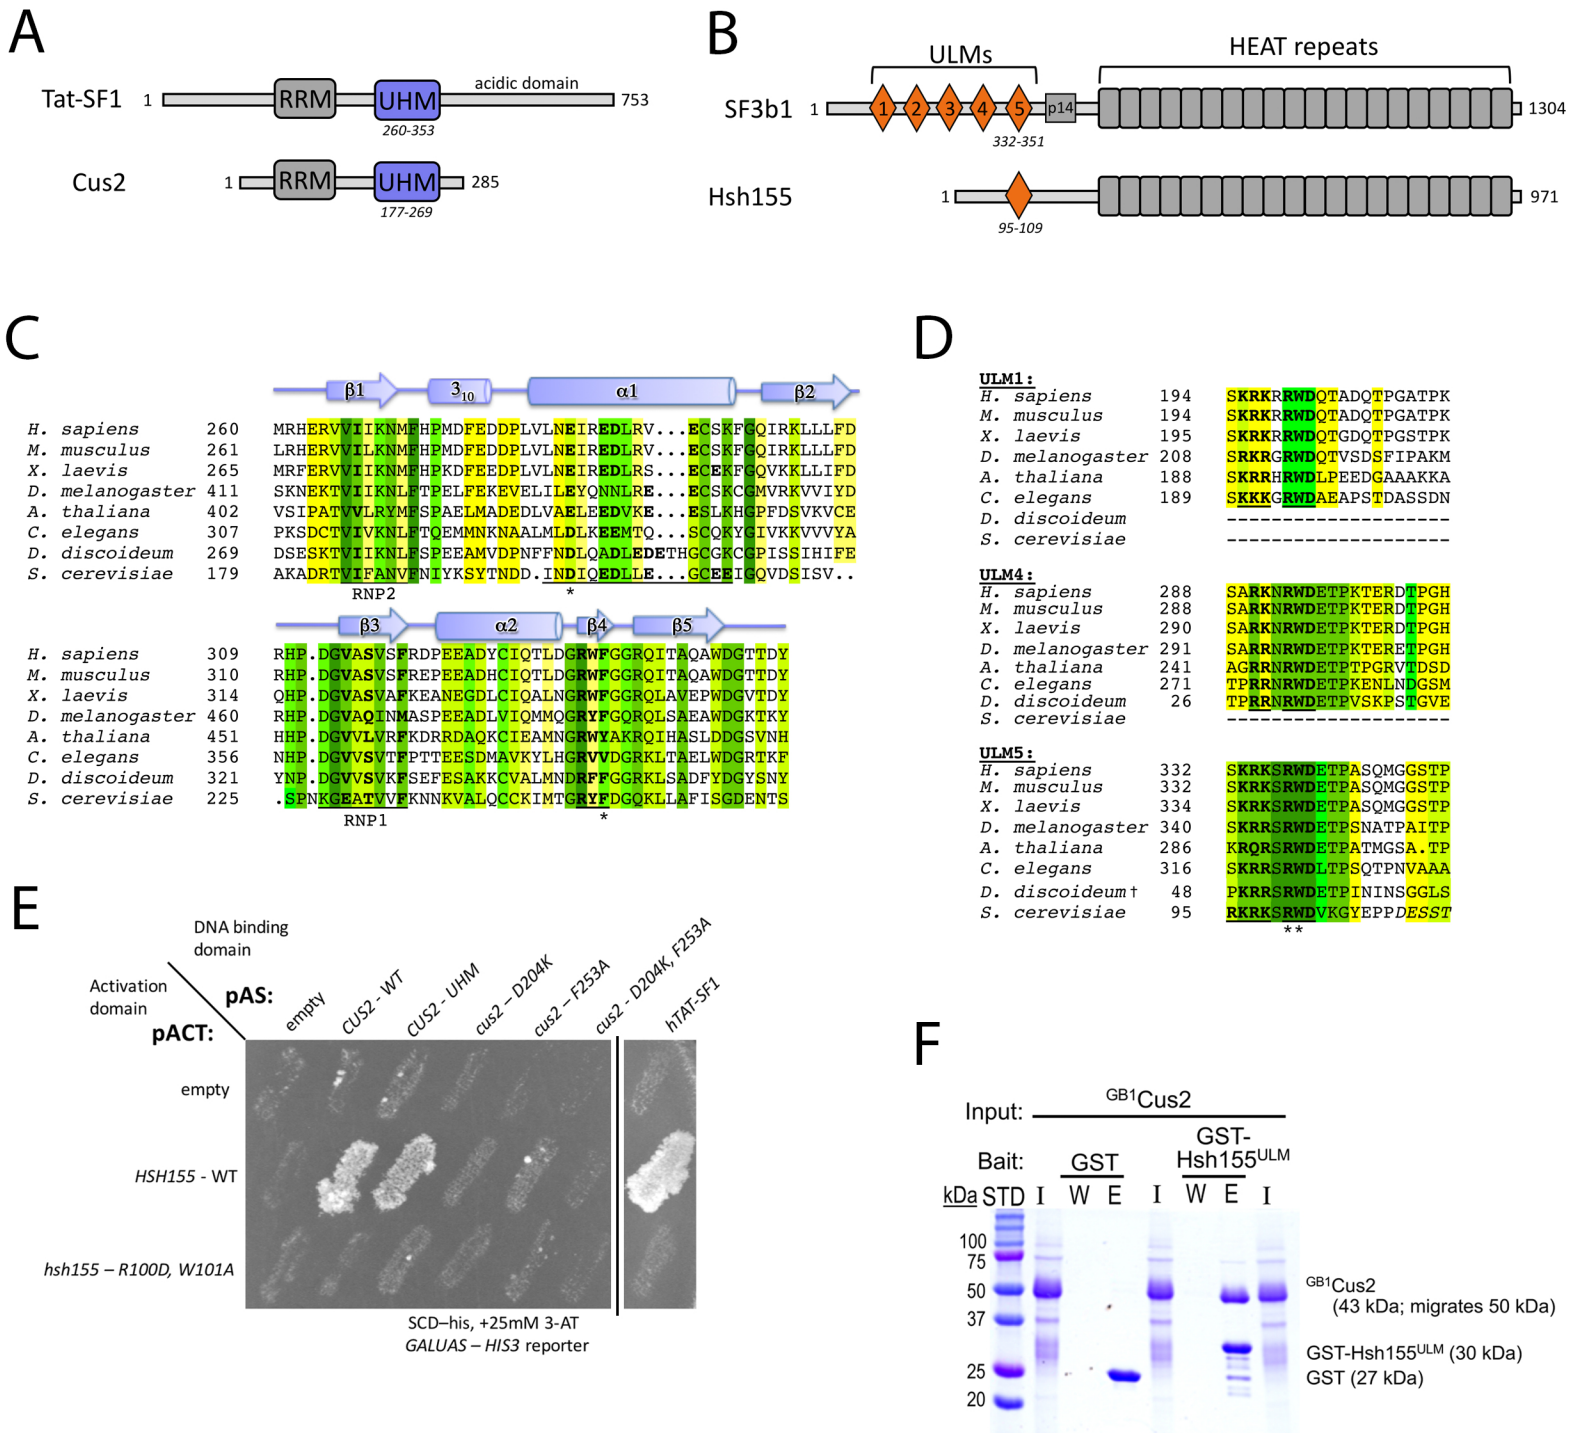 A
Tat-SF1 1 RRM UHM acidic domain 753
260-353
Cus2 1 RRM UHM 285
177-269
B
ULMs HEAT repeats
SF3b1 1 1 2 3 4 5 p14 1304
332-351
Hsh155 1 971
95-109
C
β1 3₁₀ α1 β2
H. sapiens 260 MRHERVVIIKNMFHPMDFEDDPLVLNEIREDLRV...ECSKFGQIRKLLLFD
M. musculus 261 LRHERVVILKNMFHPMDFEDDPLVLNEIREDLRV...ECSKFGQIRKLLLFD
X. laevis 265 MRFERVVIIKNMFHPKDFEEDPLVLNEIREDLRS...ECEKFGQVKKLLIFD
D. melanogaster 411 SKNEKTVIIKNLFTPELFEKEVELILEYQNNLRE...ECSKCGMVRKVVIYD
A. thaliana 402 VSIPATVVLRYMFSPAELMADEDLVAELEEDVKE...ESLKHGPFDSVKVCE
C. elegans 307 PKSDCTVIIKNLFTQEMMNKNAALMLDLKEEMTQ...SCQKYGIVKKVVVYA
D. discoideum 269 DSESKTVIIKNLFSPEEAMVDPNFFNDLQADLEDETHGCGKCGPISSIHIFE
S. cerevisiae 179 AKADRTVIFANVFNIYKSYTNDD.INDIQEDLLE...GCEEIGQVDSISV..
RNP2 *
β3 α2 β4 β5
H. sapiens 309 RHP.DGVASVSFRDPEEADYCIQTLDGRWFGGRQITAQAWDGTTDY
M. musculus 310 RHP.DGVASVSFREPEEADHCIQTLDGRWFGGRQITAQAWDGTTDY
X. laevis 314 QHP.DGVASVAFKEANEGDLCIQALNGRWFGGRQLAVEPWDGVTDY
D. melanogaster 460 RHP.DGVAQINMASPEEADLVIQMMQGRYFGQRQLSAEAWDGKTKY
A. thaliana 451 HHP.DGVVLVRFKDRRDAQKCIEAMNGRWYAKRQIHASLDDGSVNH
C. elegans 356 NHP.DGVVSVTFPTTEESDMAVKYLHGRVVDGRKLTAELWDGRTKF
D. discoideum 321 YNP.DGVVSVKFSEFESAKKCVALMNDRFFGGRKLSADFYDGYSNY
S. cerevisiae 225 .SPNKGEATVVFKNNKVALQCCKIMTGRYFDGQKLLAFISGDENTS
RNP1 *
D
ULM1:
H. sapiens 194 SKRKRRWDQTADQTPGATPK
M. musculus 194 SKRKRRWDQTADQTPGATPK
X. laevis 195 SKRKRRWDQTGDQTPGSTPK
D. melanogaster 208 SKRKGRWDQTVSDSFIPAKM
A. thaliana 188 SKRKHRWDLPEEDGAAAKKA
C. elegans 189 SKKKGRWDAEAPSTDASSDN
D. discoideum --------------------
S. cerevisiae --------------------
ULM4:
H. sapiens 288 SARKNRWDETPKTERDTPGH
M. musculus 288 SARKNRWDETPKTERDTPGH
X. laevis 290 SARKNRWDETPKTERDTPGH
D. melanogaster 291 SARKNRWDETPKTERETPGH
A. thaliana 241 AGRRNRWDETPTPGRVTDSD
C. elegans 271 TPRRNRWDETPKENLNDGSM
D. discoideum 26 TPRRNRWDETPVSKPSTGVE
S. cerevisiae --------------------
ULM5:
H. sapiens 332 SKRKSRWDETPASQMGGSTP
M. musculus 332 SKRKSRWDETPASQMGGSTP
X. laevis 334 SKRKSRWDETPASQMGGSTP
D. melanogaster 340 SKRRSRWDETPSNATPAITP
A. thaliana 286 KRQRSRWDETPATMGSA.TP
C. elegans 316 SKRRSRWDLTPSQTPNVAAA
D. discoideum† 48 PKRRSRWDETPININSGGLS
S. cerevisiae 95 RKRKSRWDVKGYEPPDESST
**
E
DNA binding domain
Activation domain
pAS:
pACT:
empty CUS2 - WT CUS2 - UHM cus2 – D204K cus2 – F253A cus2 - D204K, F253A hTAT-SF1
empty
HSH155 - WT
hsh155 – R100D, W101A
SCD–his, +25mM 3-AT
GALUAS – HIS3 reporter
F
Input: GB1Cus2
Bait: GST GST-Hsh155ULM
kDa STD I W E I W E I
100
75
50
37
25
20
GB1Cus2
(43 kDa; migrates 50 kDa)
GST-Hsh155ULM (30 kDa)
GST (27 kDa)